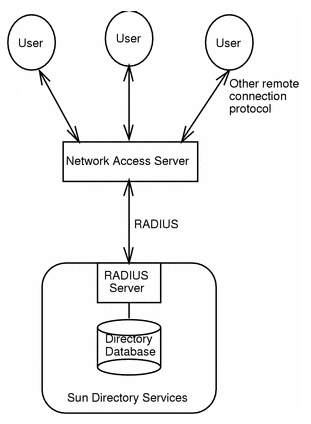 User
User
User
Other remote
connection
protocol
Network Access Server
RADIUS
RADIUS
Server
Directory
Database
Sun Directory Services